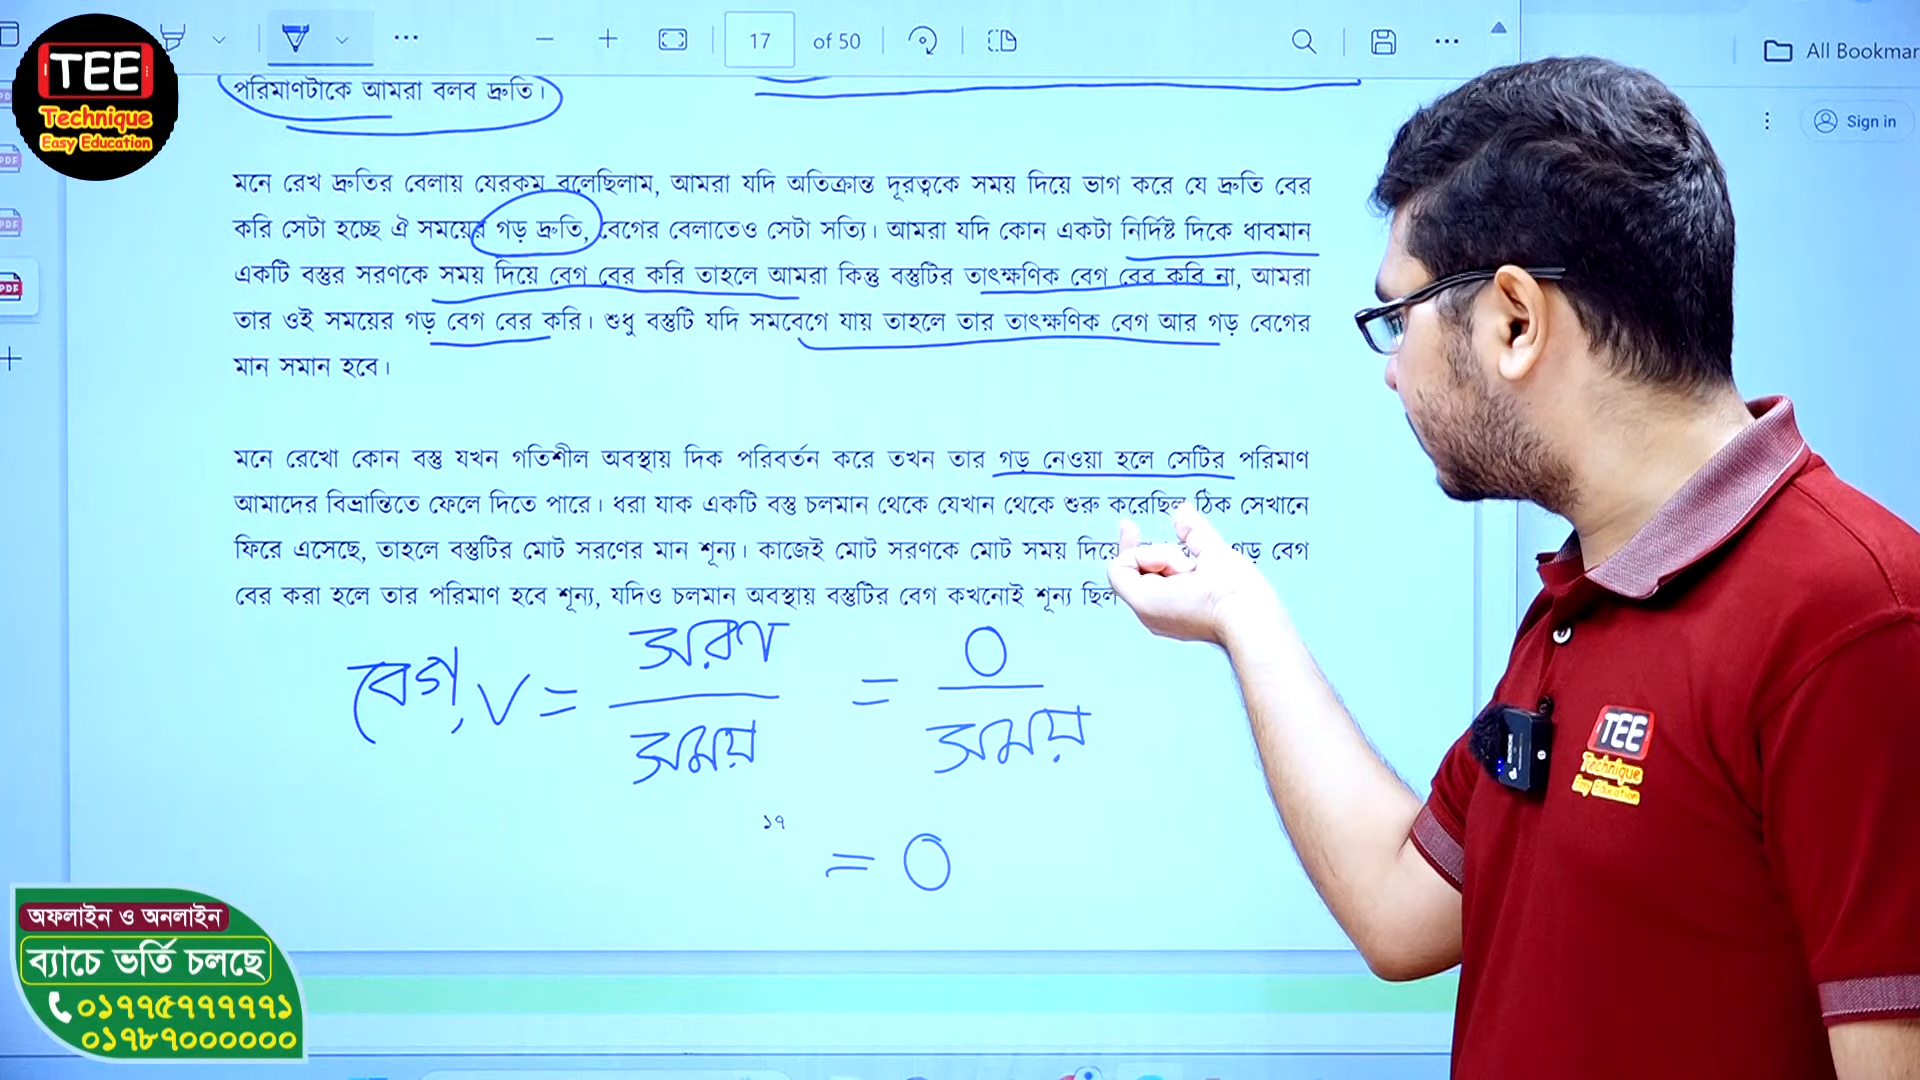 17
of 50
All Bookmar
Sign in
TEE
Technique
Easy Education
পরিমাণটাকে আমরা বলব দ্রুতি।
মনে রেখ দ্রুতির বেলায় যেরকম বলেছিলাম, আমরা যদি অতিক্রান্ত দূরত্বকে সময় দিয়ে ভাগ করে যে দ্রুতি বের
করি সেটা হচ্ছে ঐ সময়ের গড় দ্রুতি, বেগের বেলাতেও সেটা সত্যি। আমরা যদি কোন একটা নির্দিষ্ট দিকে ধাবমান
একটি বস্তুর সরণকে সময় দিয়ে বেগ বের করি তাহলে আমরা কিন্তু বস্তুটির তাৎক্ষণিক বেগ বের করি না, আমরা
তার ওই সময়ের গড় বেগ বের করি। শুধু বস্তুটি যদি সমবেগে যায় তাহলে তার তাৎক্ষণিক বেগ আর গড় বেগের
মান সমান হবে।
মনে রেখো কোন বস্তু যখন গতিশীল অবস্থায় দিক পরিবর্তন করে তখন তার গড় নেওয়া হলে সেটির পরিমাণ
আমাদের বিভ্রান্তিতে ফেলে দিতে পারে। ধরা যাক একটি বস্তু চলমান থেকে যেখান থেকে শুরু করেছিল ঠিক সেখানে
ফিরে এসেছে, তাহলে বস্তুটির মোট সরণের মান শূন্য। কাজেই মোট সরণকে মোট সময় দিয়ে গড় বেগ
বের করা হলে তার পরিমাণ হবে শূন্য, যদিও চলমান অবস্থায় বস্তুটির বেগ কখনোই শূন্য ছিল
বেগ, v = সরণ / সময় = 0 / সময়
১৭
= 0
TEE
Technique
Easy Education
অফলাইন ও অনলাইন
ব্যাচে ভর্তি চলছে
০১৭৭৫৭৭৭৭৭১
০১৭৮৭০০০০০০